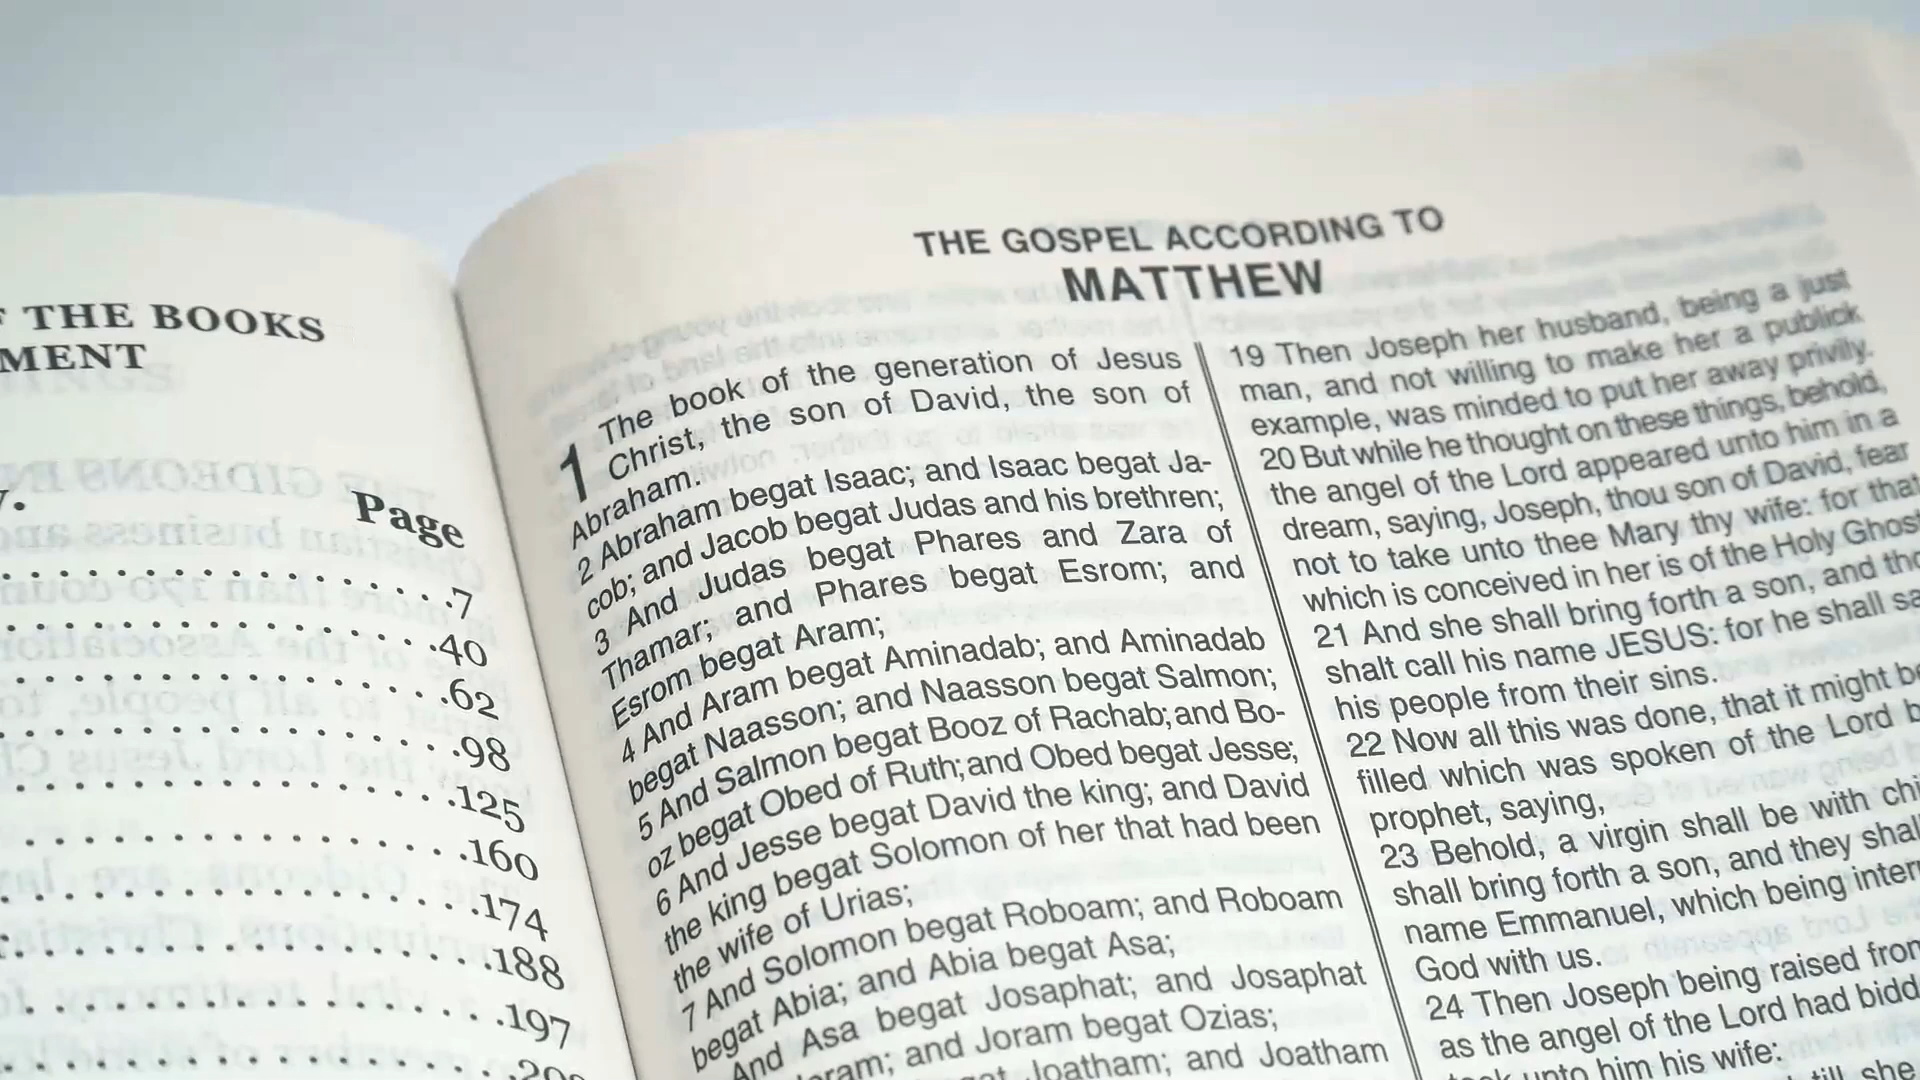 F THE BOOKS
MENT
Page
7
40
62
98
125
160
174
188
197
THE GOSPEL ACCORDING TO
MATTHEW
1 The book of the generation of Jesus
Christ, the son of David, the son of
Abraham.
2 Abraham begat Isaac; and Isaac begat Ja-
cob; and Jacob begat Judas and his brethren;
3 And Judas begat Phares and Zara of
Thamar; and Phares begat Esrom; and
Esrom begat Aram;
4 And Aram begat Aminadab; and Aminadab
begat Naasson; and Naasson begat Salmon;
5 And Salmon begat Booz of Rachab; and Bo-
oz begat Obed of Ruth; and Obed begat Jesse;
6 And Jesse begat David the king; and David
the king begat Solomon of her that had been
the wife of Urias;
7 And Solomon begat Roboam; and Roboam
begat Abia; and Abia begat Asa;
And Asa begat Josaphat; and Josaphat
oram; and Joram begat Ozias;
gat Joatham; and Joatham
19 Then Joseph her husband, being a just
man, and not willing to make her a publick
example, was minded to put her away privily.
20 But while he thought on these things, behold,
the angel of the Lord appeared unto him in a
dream, saying, Joseph, thou son of David, fear
not to take unto thee Mary thy wife: for that
which is conceived in her is of the Holy Ghost
21 And she shall bring forth a son, and tho
shalt call his name JESUS: for he shall sa
his people from their sins.
22 Now all this was done, that it might be
filled which was spoken of the Lord b
prophet, saying,
23 Behold, a virgin shall be with chi
shall bring forth a son, and they shall
name Emmanuel, which being inter
God with us.
24 Then Joseph being raised from
as the angel of the Lord had bidd
took unto him his wife:
till she